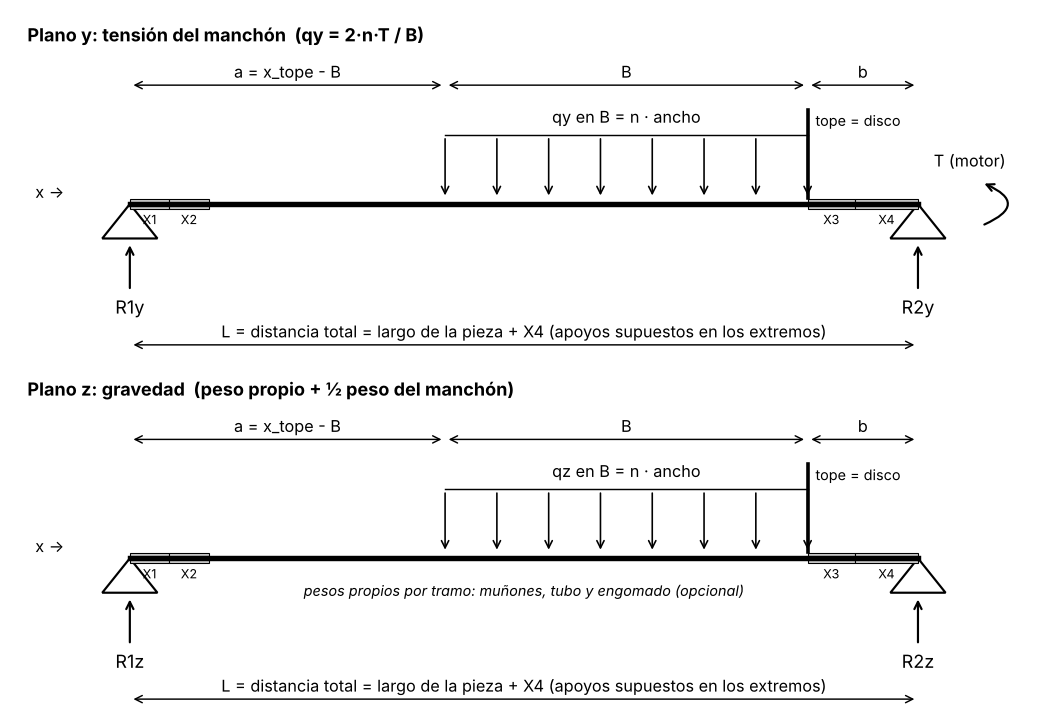 Plano y: tensión del manchón (qy = 2·n·T / B)
a = x_tope - B
B
b
qy en B = n · ancho
tope = disco
T (motor)
x →
X1
X2
X3
X4
R1y
R2y
L = distancia total = largo de la pieza + X4 (apoyos supuestos en los extremos)
Plano z: gravedad (peso propio + ½ peso del manchón)
a = x_tope - B
B
b
qz en B = n · ancho
tope = disco
x →
X1
X2
X3
X4
pesos propios por tramo: muñones, tubo y engomado (opcional)
R1z
R2z
L = distancia total = largo de la pieza + X4 (apoyos supuestos en los extremos)